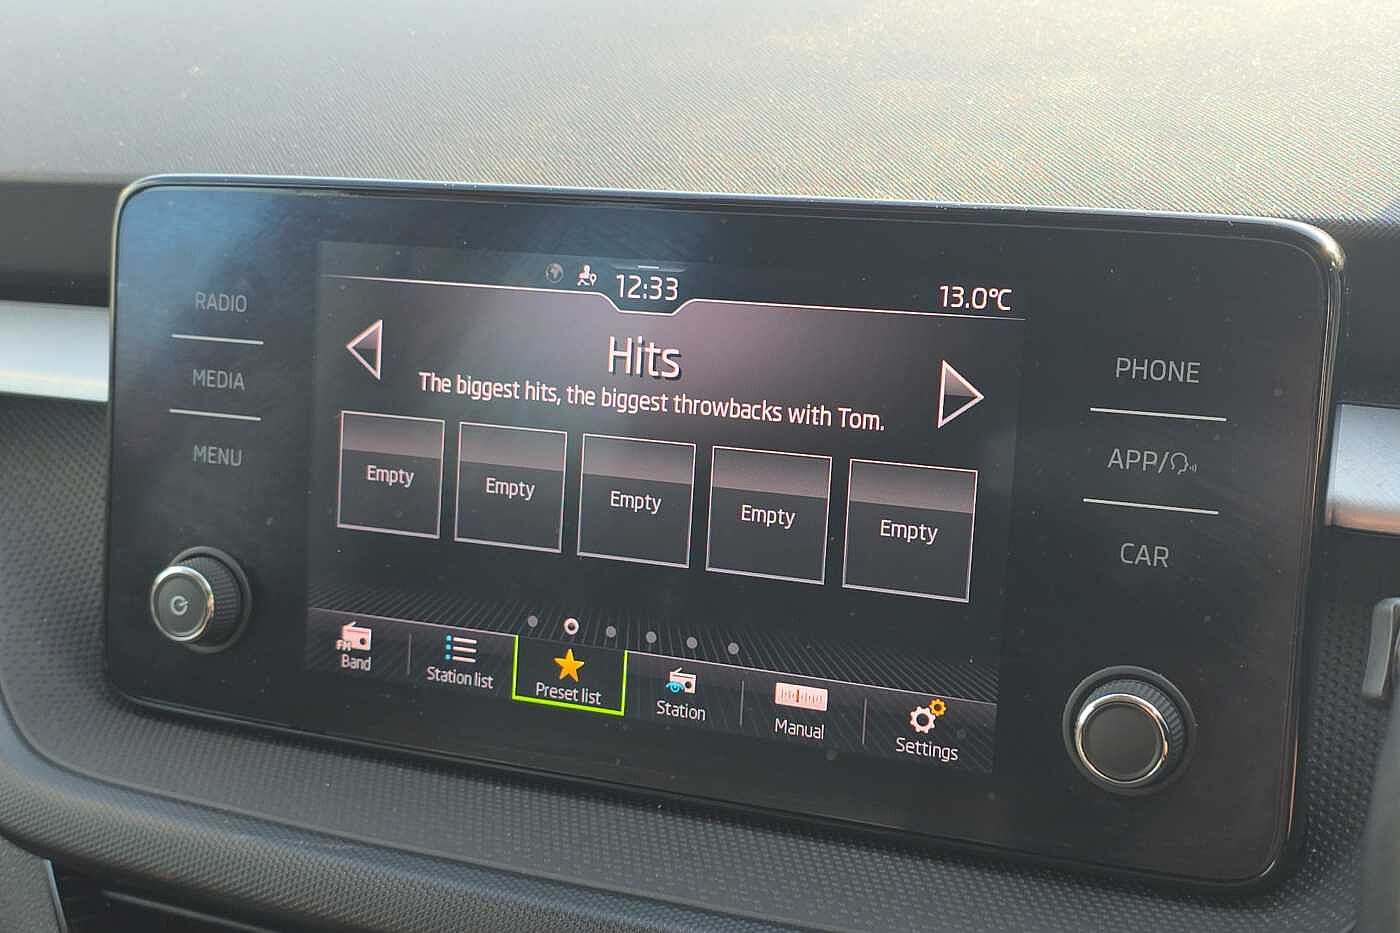 12:33
13.0°C
RADIO
MEDIA
MENU
Hits
The biggest hits, the biggest throwbacks with Tom.
Empty
Empty
Empty
Empty
Empty
FM
Band
Station list
Preset list
Station
Manual
Settings
PHONE
APP/
CAR